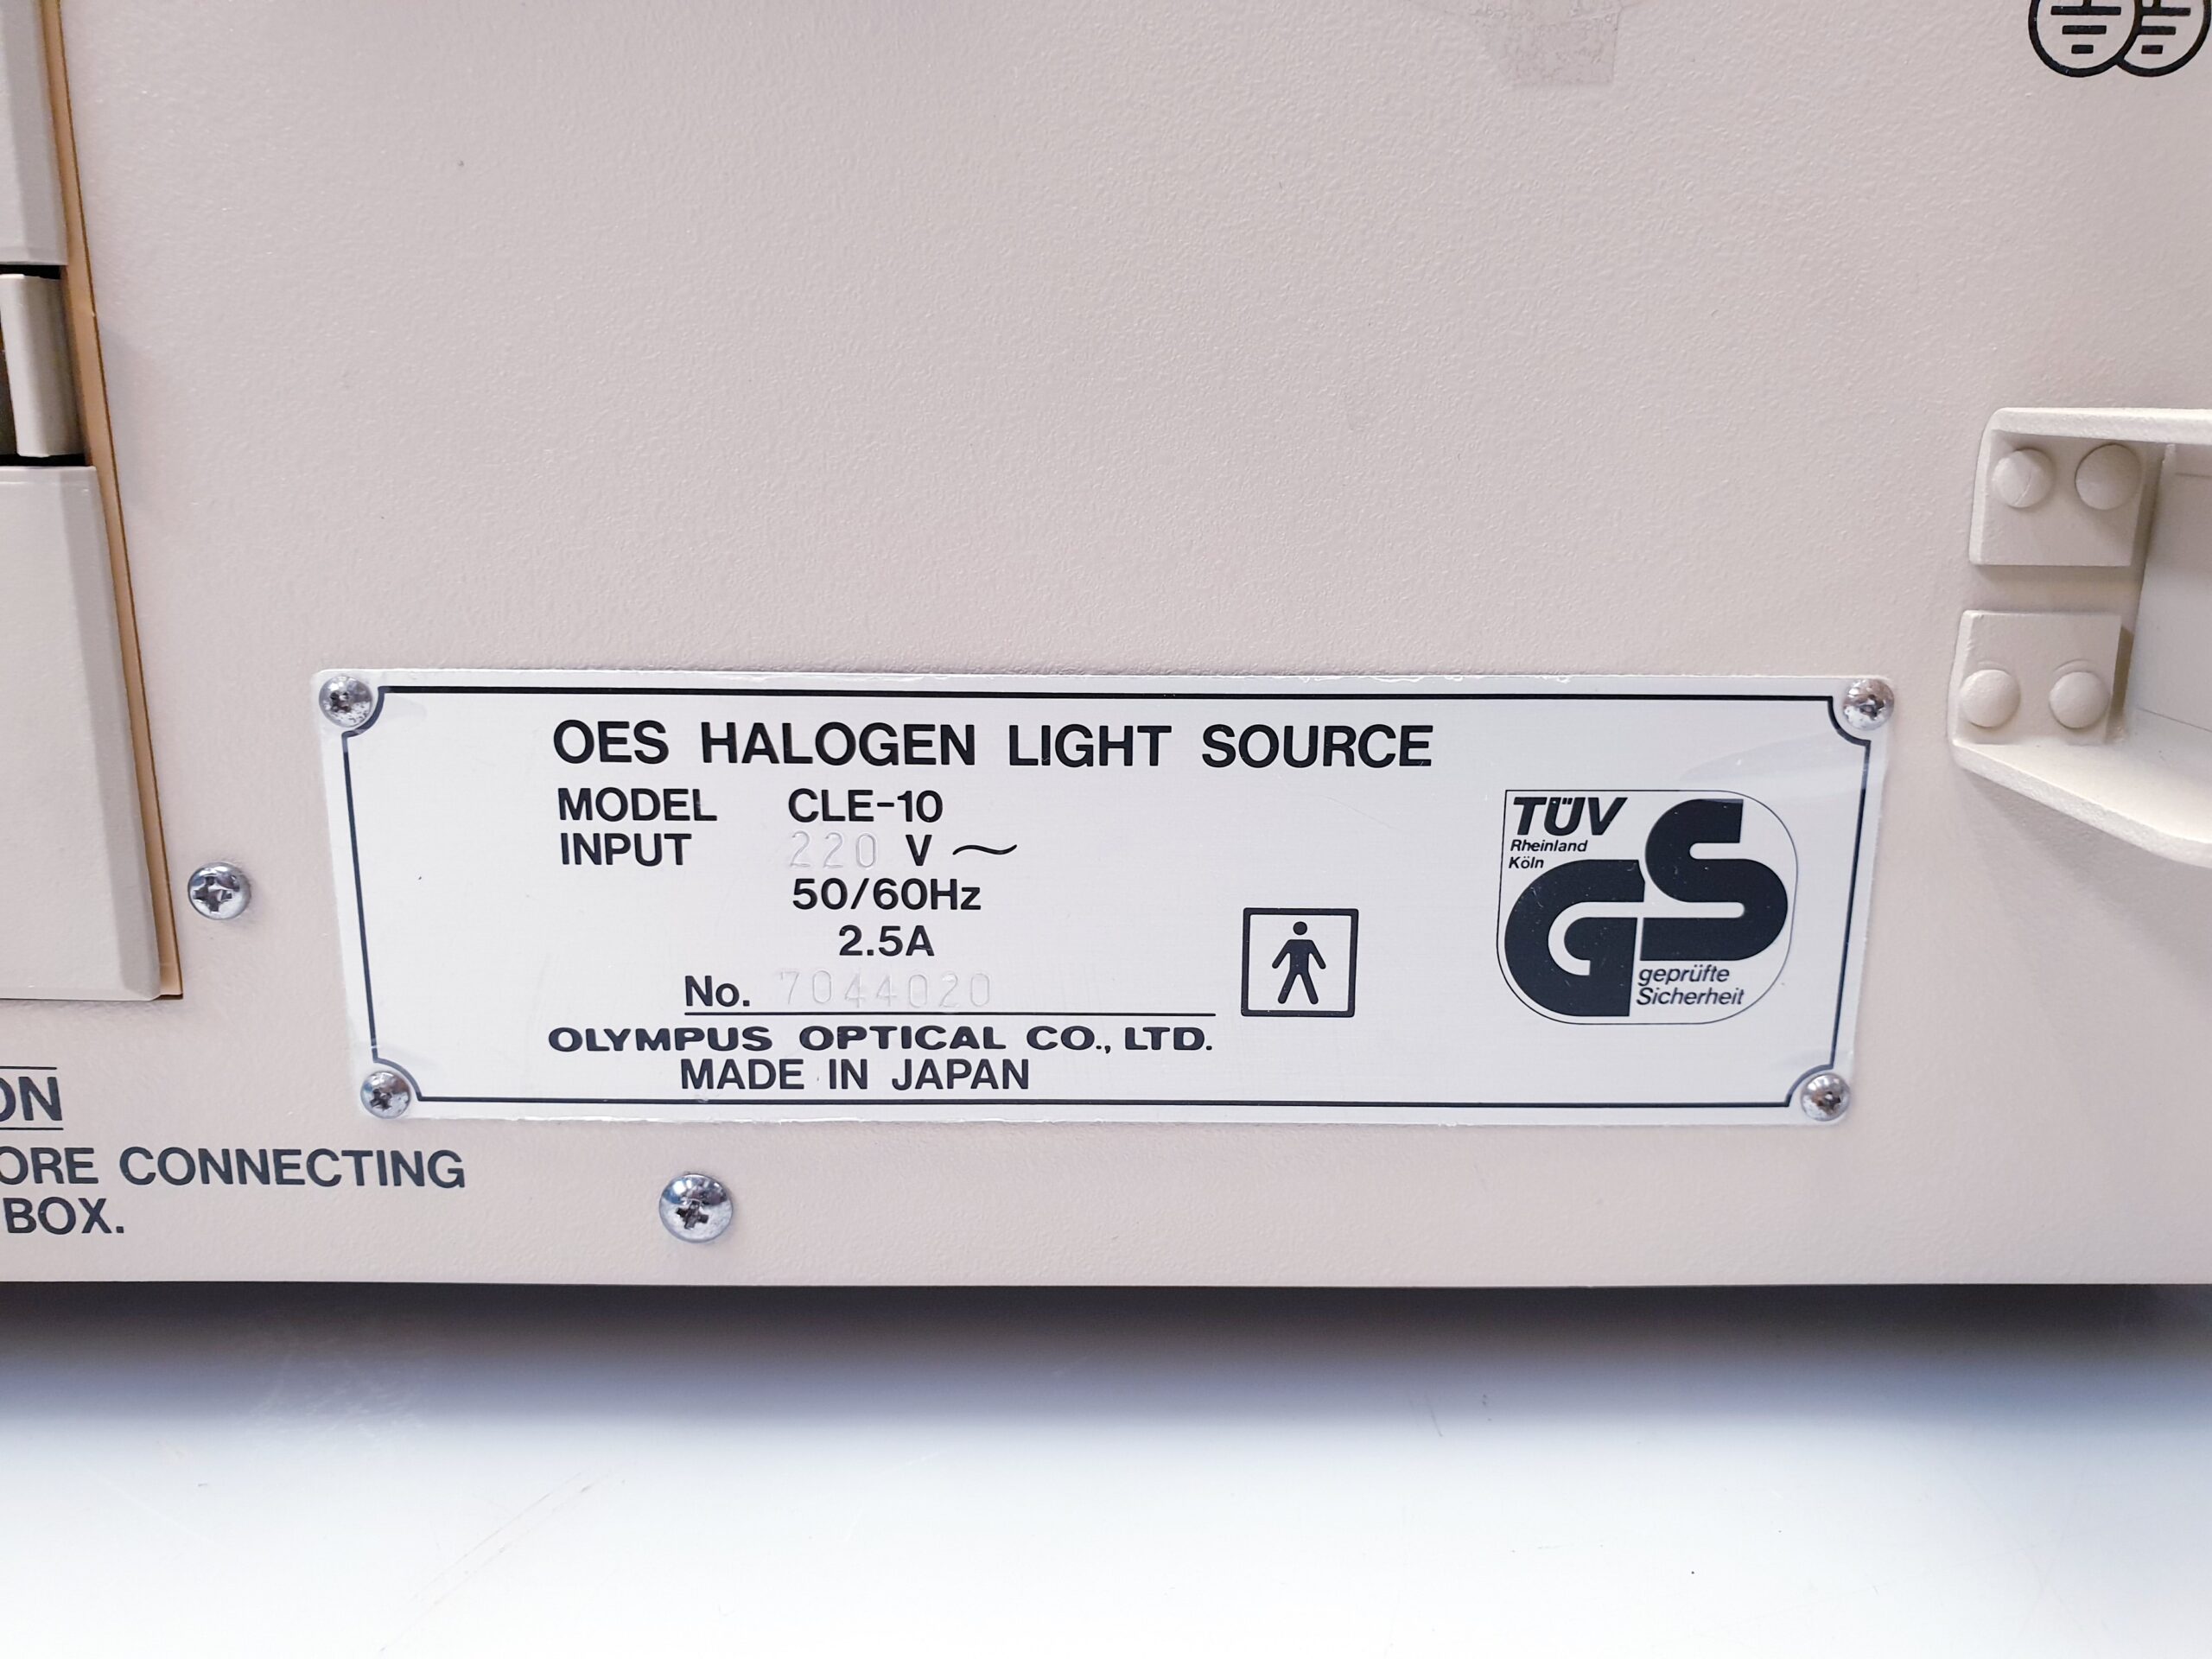 OES HALOGEN LIGHT SOURCE
MODEL CLE-10
INPUT 220 V ~
50/60Hz
2.5A
No. 7044020
OLYMPUS OPTICAL CO., LTD.
MADE IN JAPAN
TÜV
Rheinland
Köln
GS
geprüfte
Sicherheit
ON
ORE CONNECTING
BOX.